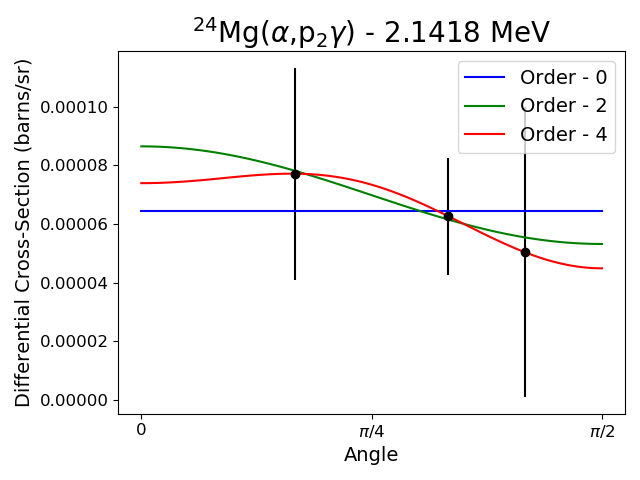 ²⁴Mg(α,p₂γ) - 2.1418 MeV
Differential Cross-Section (barns/sr)
0.00010
0.00008
0.00006
0.00004
0.00002
0.00000
Order - 0
Order - 2
Order - 4
0 π/4 π/2
Angle